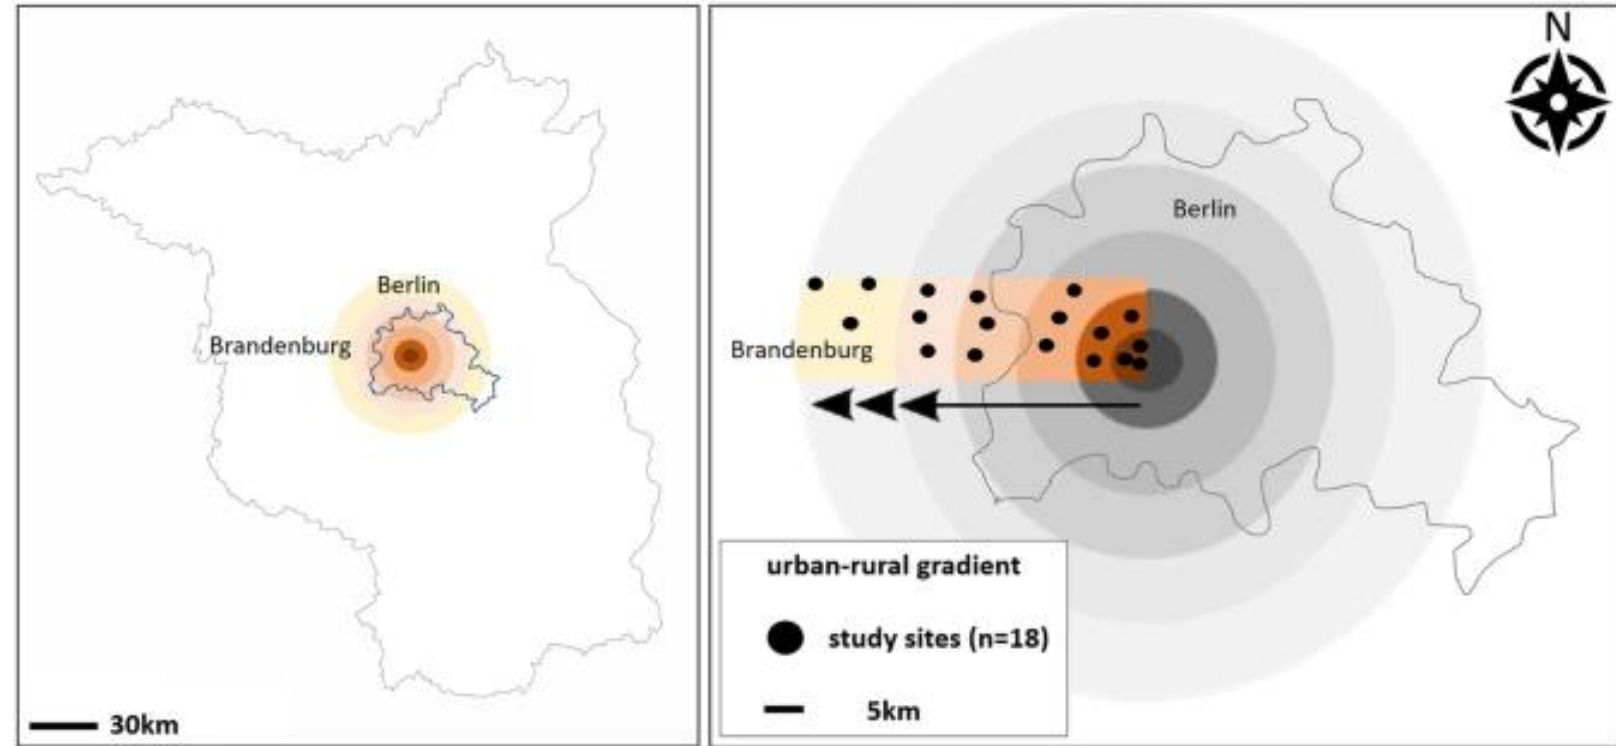 Berlin
Brandenburg
30km
N
Berlin
Brandenburg
urban-rural gradient
study sites (n=18)
5km